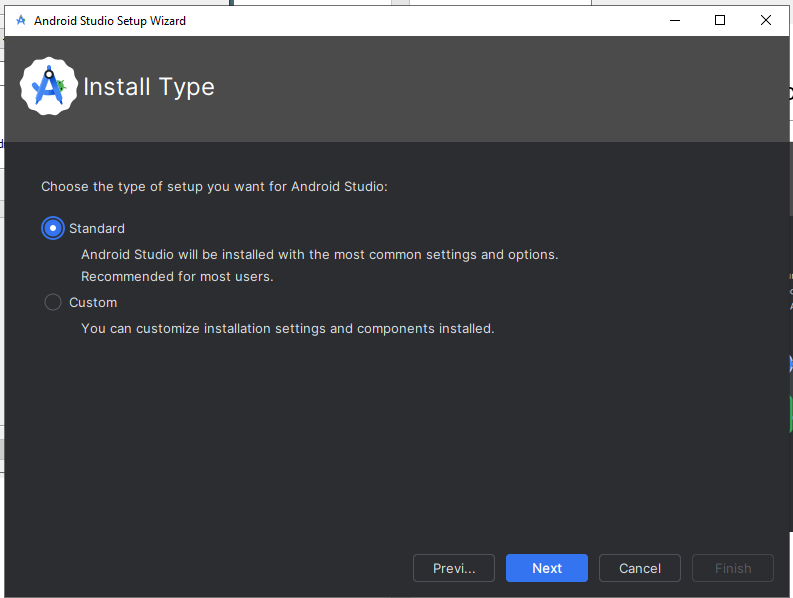 Android Studio Setup Wizard
Install Type
Choose the type of setup you want for Android Studio:
Standard
Android Studio will be installed with the most common settings and options.
Recommended for most users.
Custom
You can customize installation settings and components installed.
Previ... Next Cancel Finish